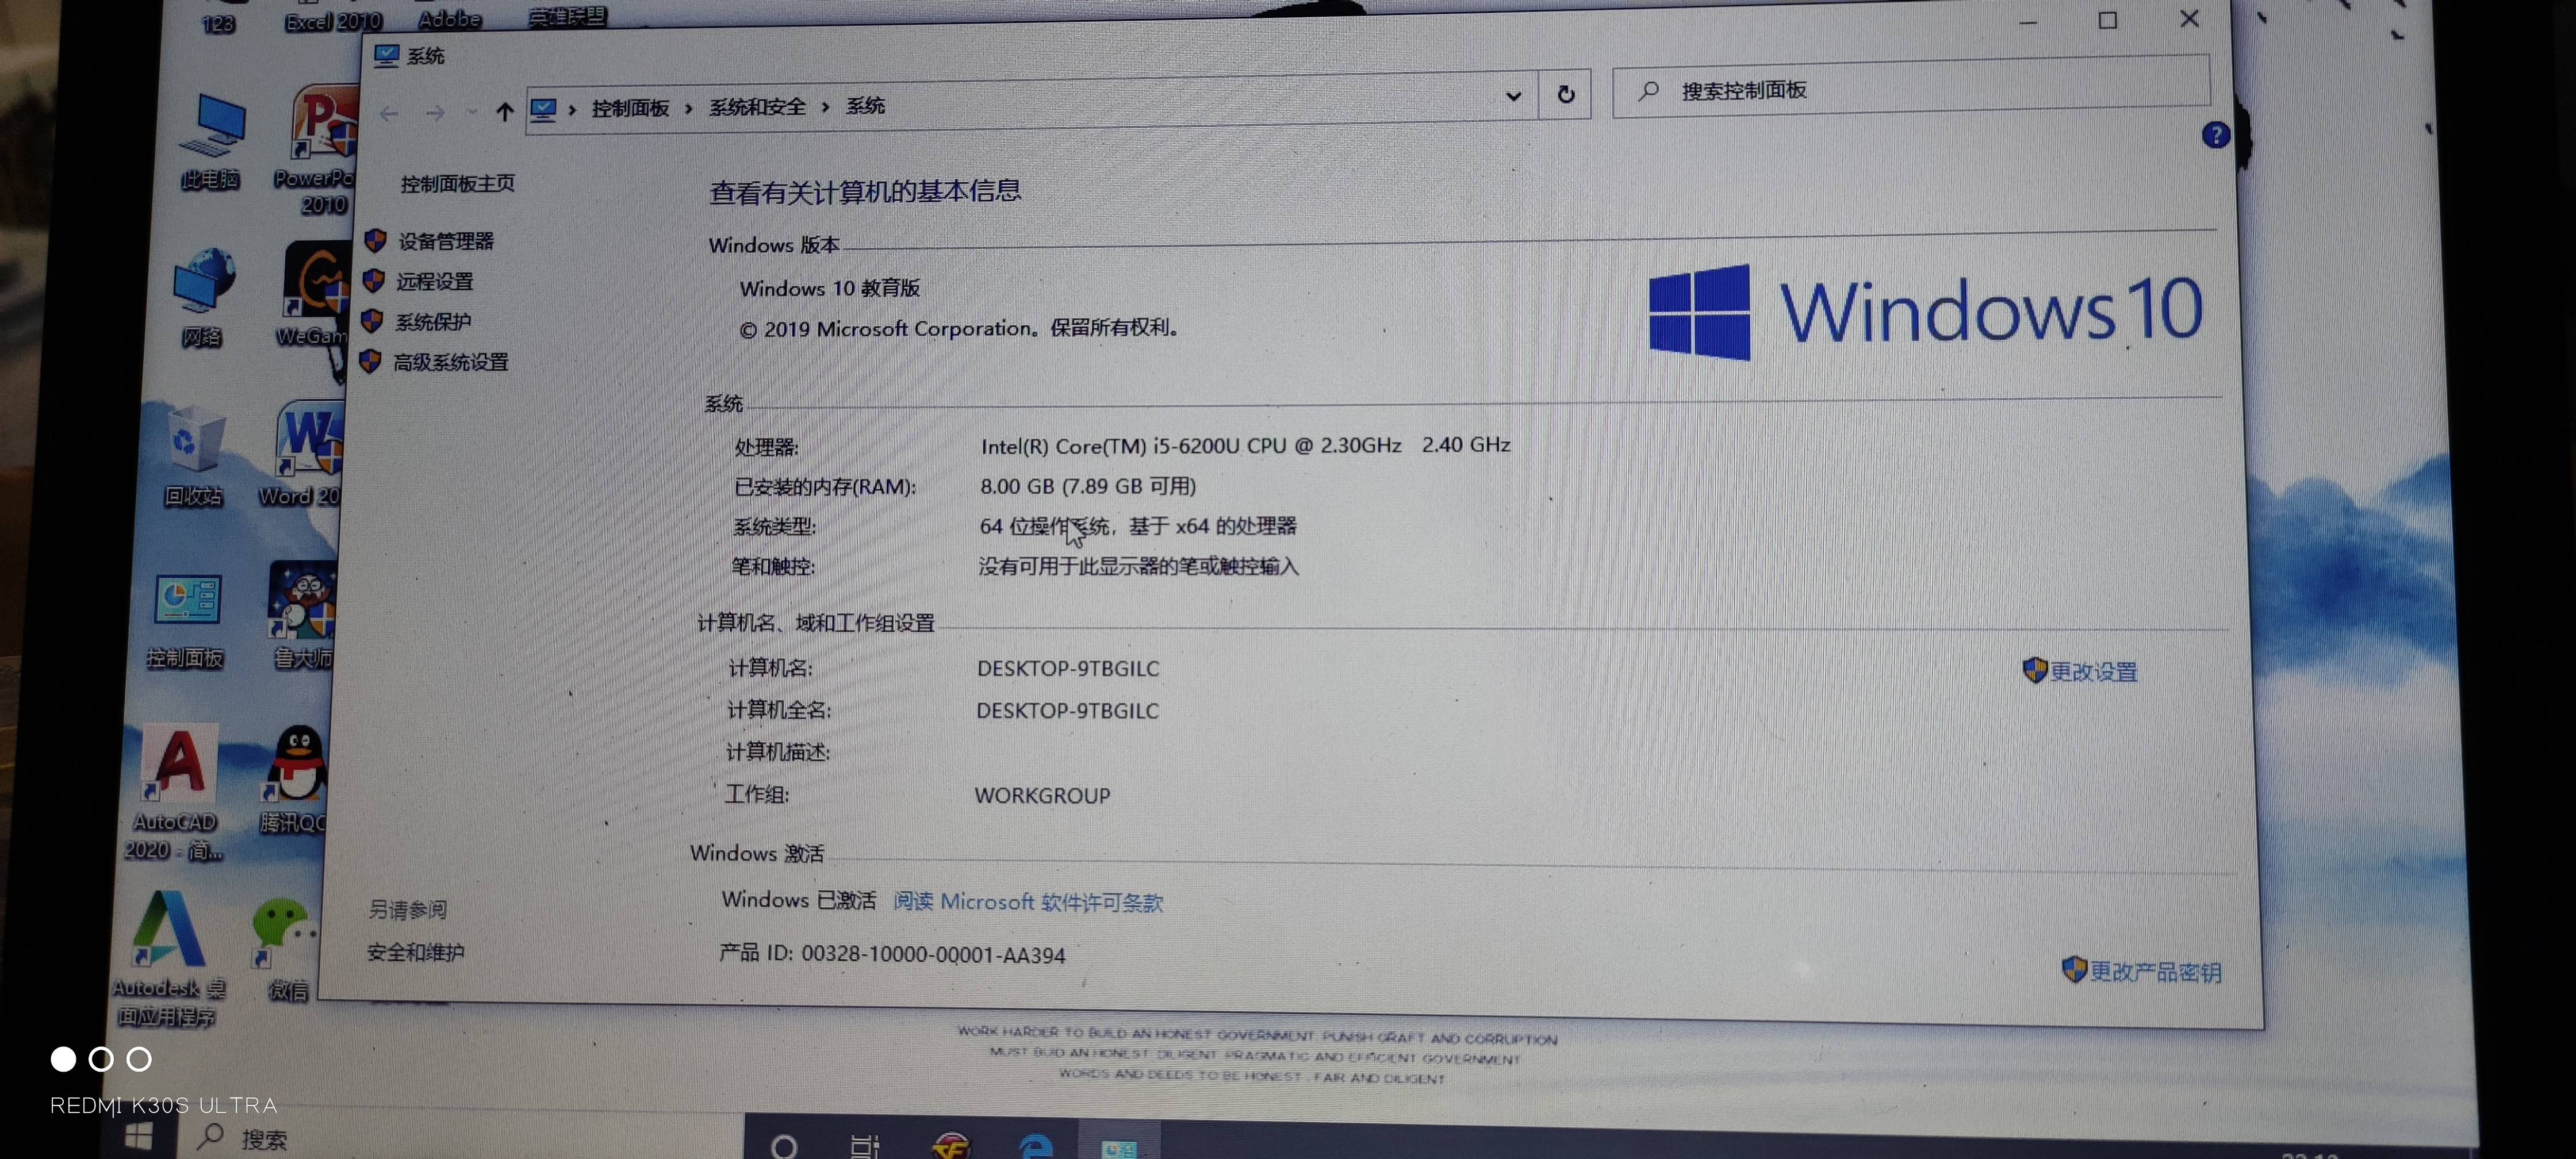 123
Excel 2010
Adobe
英雄联盟
系统
控制面板 › 系统和安全 › 系统
搜索控制面板
此电脑
PowerPo
2010
网络
WeGam
回收站
Word 20
控制面板
鲁大师
AutoCAD
2020 - 简...
腾讯QQ
Autodesk 桌
面应用程序
微信
控制面板主页
设备管理器
远程设置
系统保护
高级系统设置
另请参阅
安全和维护
查看有关计算机的基本信息
Windows 版本
Windows 10 教育版
© 2019 Microsoft Corporation。保留所有权利。
Windows 10
系统
处理器: Intel(R) Core(TM) i5-6200U CPU @ 2.30GHz 2.40 GHz
已安装的内存(RAM): 8.00 GB (7.89 GB 可用)
系统类型: 64 位操作系统, 基于 x64 的处理器
笔和触控: 没有可用于此显示器的笔或触控输入
计算机名、域和工作组设置
计算机名: DESKTOP-9TBGILC
更改设置
计算机全名: DESKTOP-9TBGILC
计算机描述:
工作组: WORKGROUP
Windows 激活
Windows 已激活 阅读 Microsoft 软件许可条款
产品 ID: 00328-10000-00001-AA394
更改产品密钥
WORK HARDER TO BUILD AN HONEST GOVERNMENT. PUNISH GRAFT AND CORRUPTION
MUST BUID AN HONEST DILIGENT PRAGMATIC AND EFFICIENT GOVERNMENT
WORDS AND DEEDS TO BE HONEST . FAIR AND DILIGENT
REDMI K30S ULTRA
搜索